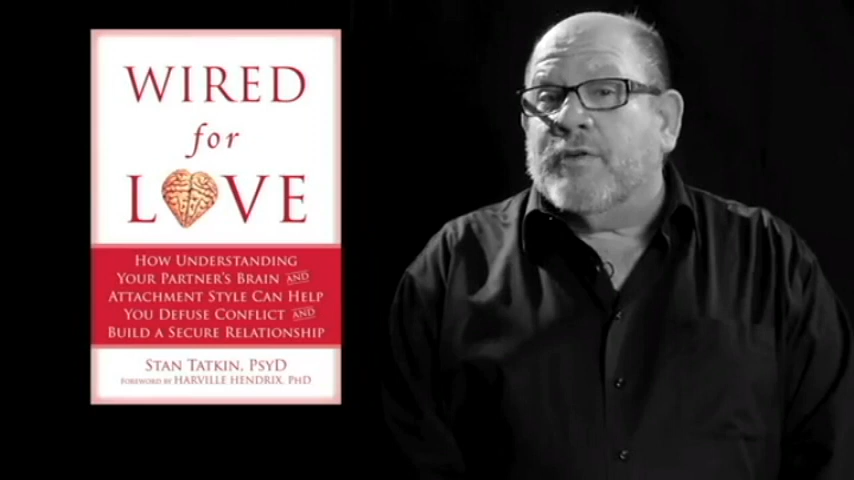 WIRED
for
LOVE
HOW UNDERSTANDING
YOUR PARTNER'S BRAIN AND
ATTACHMENT STYLE CAN HELP
YOU DEFUSE CONFLICT AND
BUILD A SECURE RELATIONSHIP
STAN TATKIN, PSYD
FOREWORD BY HARVILLE HENDRIX, PHD